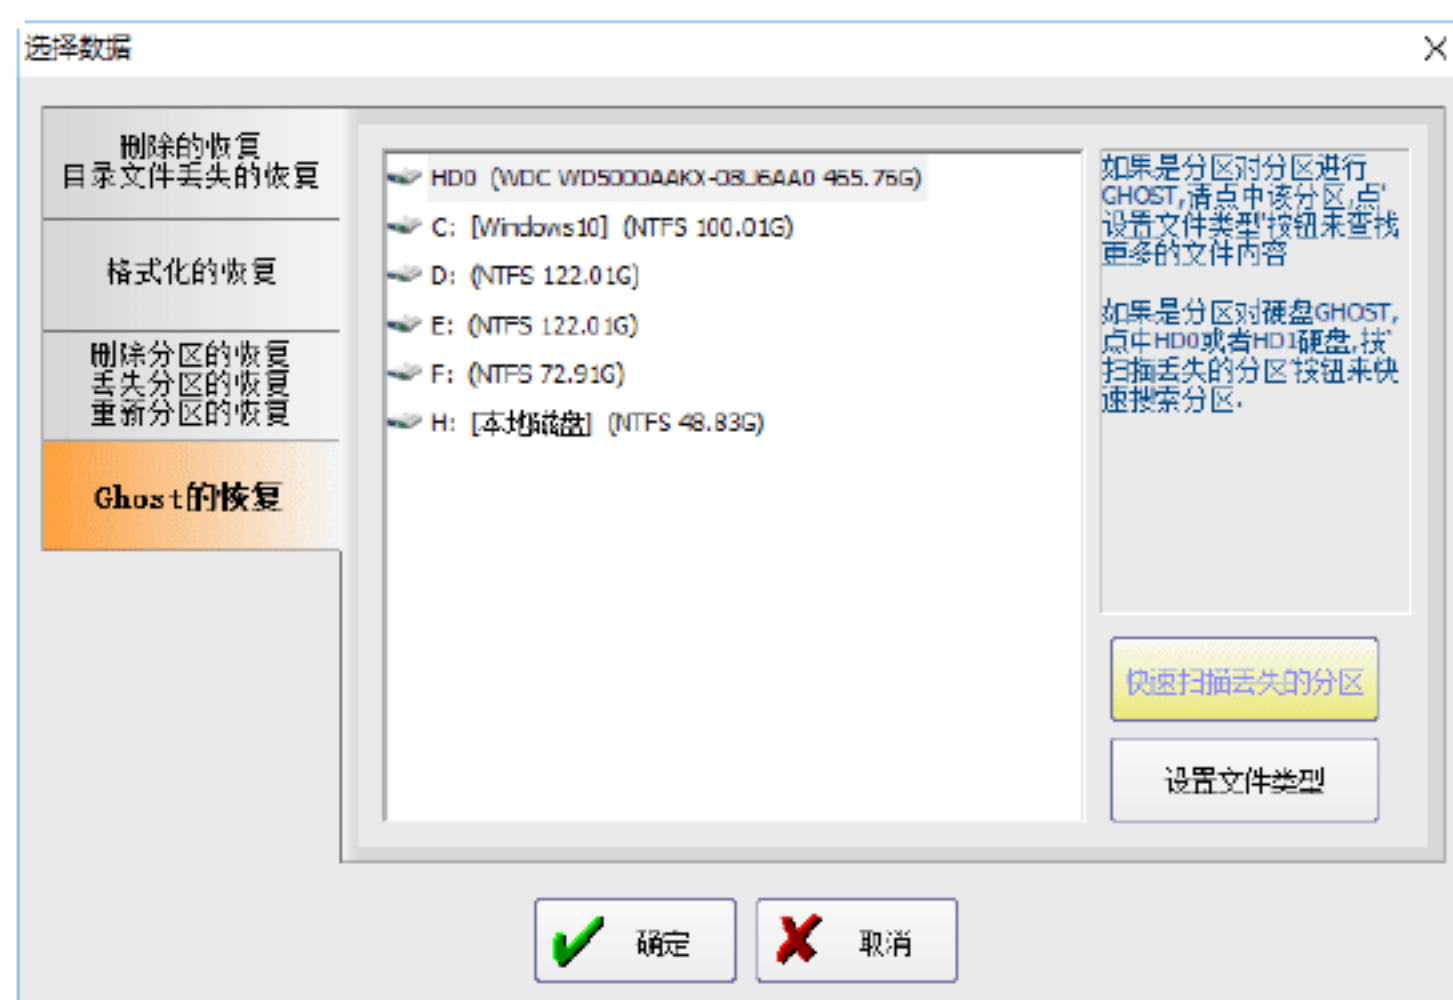 选择数据
删除的恢复
目录文件丢失的恢复
格式化的恢复
删除分区的恢复
丢失分区的恢复
重新分区的恢复
Ghost的恢复
HD0 (WDC WD5000AAKX-08U6AA0 465.76G)
C: [Windows10] (NTFS 100.01G)
D: (NTFS 122.01G)
E: (NTFS 122.01G)
F: (NTFS 72.91G)
H: [本地磁盘] (NTFS 48.83G)
如果是分区对分区进行
GHOST,请点中该分区,点'
设置文件类型'按钮来查找
更多的文件内容
如果是分区对硬盘GHOST,
点中HD0或者HD1硬盘,按'
扫描丢失的分区'按钮来快
速搜索分区.
快速扫描丢失的分区
设置文件类型
确定
取消